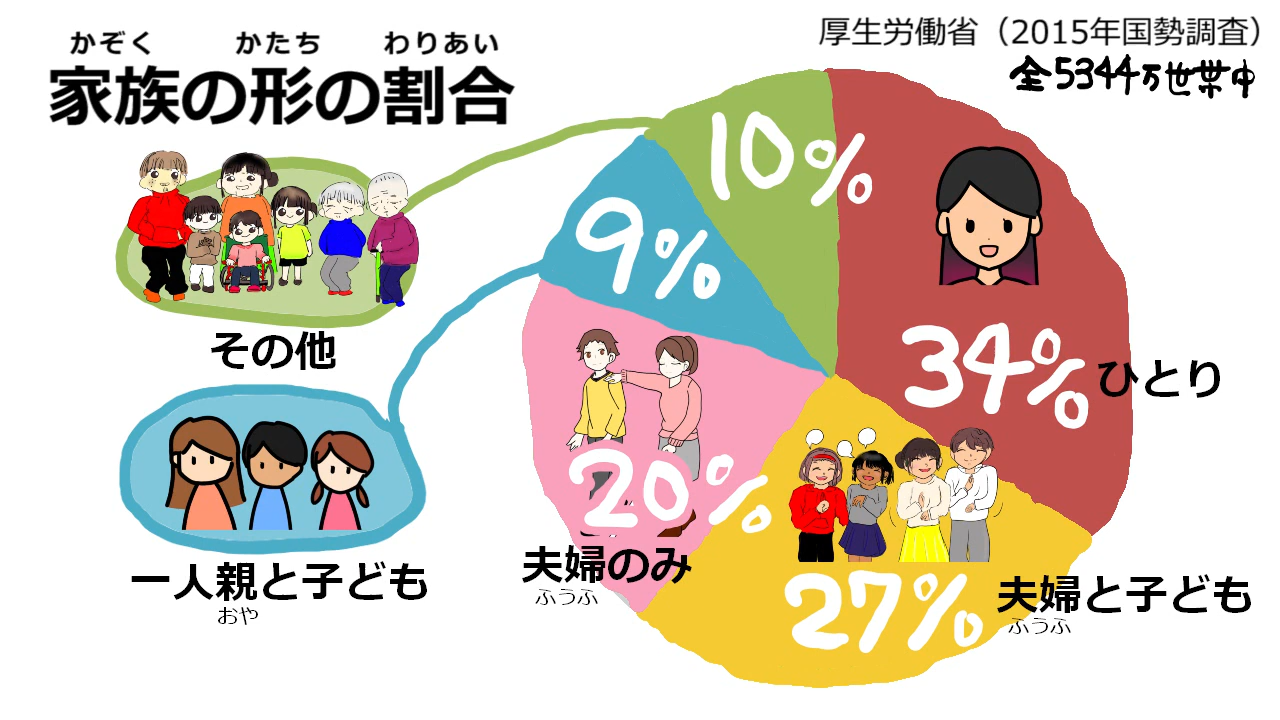 かぞく かたち わりあい
家族の形の割合
厚生労働省（2015年国勢調査）
全5344万世帯中
10%
9%
34%
ひとり
20%
夫婦のみ
ふうふ
27%
夫婦と子ども
ふうふ
その他
一人親と子ども
おや